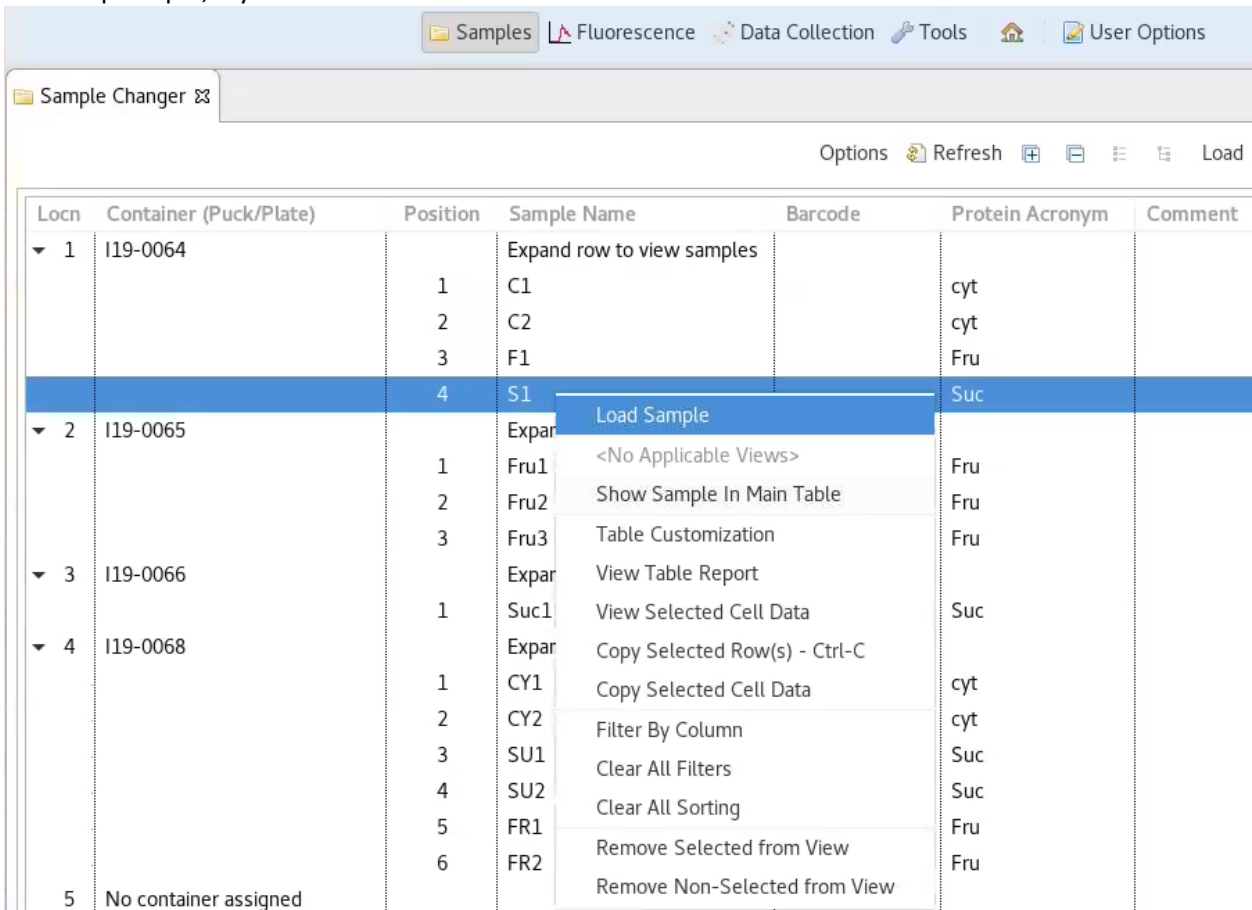 Samples Fluorescence Data Collection Tools User Options
Sample Changer
Options Refresh Load
Locn Container (Puck/Plate) Position Sample Name Barcode Protein Acronym Comment
1 I19-0064 Expand row to view samples
1 C1 cyt
2 C2 cyt
3 F1 Fru
4 S1 Suc
Load Sample
2 I19-0065 Expan
<No Applicable Views>
1 Fru1 Fru
Show Sample In Main Table
2 Fru2 Fru
Table Customization
3 Fru3 Fru
3 I19-0066 Expan
View Table Report
1 Suc1 Suc
View Selected Cell Data
4 I19-0068 Expan
Copy Selected Row(s) - Ctrl-C
1 CY1 cyt
Copy Selected Cell Data
2 CY2 cyt
Filter By Column
3 SU1 Suc
Clear All Filters
4 SU2 Suc
Clear All Sorting
5 FR1 Fru
Remove Selected from View
6 FR2 Fru
Remove Non-Selected from View
5 No container assigned